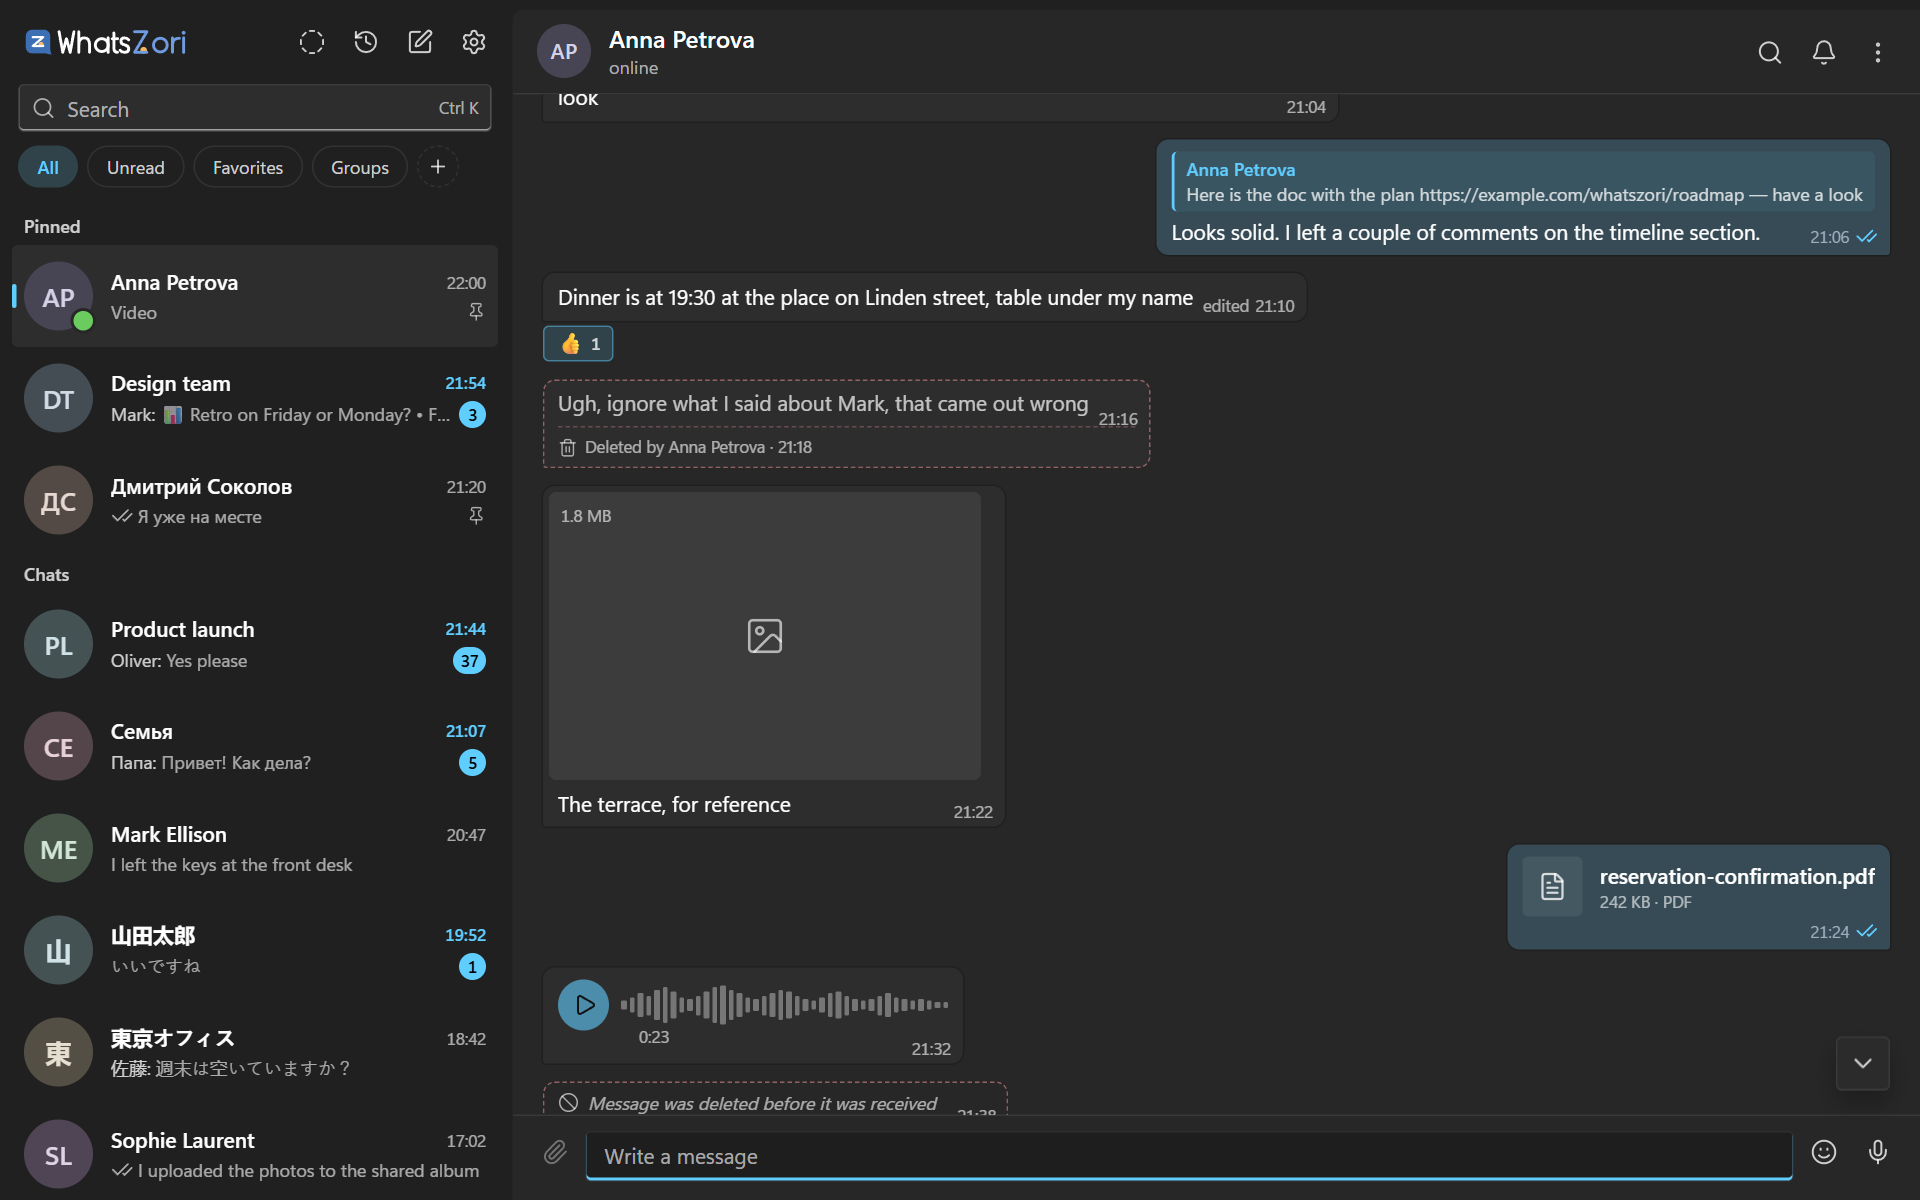 WhatsZori
Search
Ctrl K
All
Unread
Favorites
Groups
Pinned
AP
Anna Petrova
22:00
Video
DT
Design team
21:54
Mark: 📊 Retro on Friday or Monday? • F...
3
ДС
Дмитрий Соколов
21:20
Я уже на месте
Chats
PL
Product launch
21:44
Oliver: Yes please
37
СЕ
Семья
21:07
Папа: Привет! Как дела?
5
ME
Mark Ellison
20:47
I left the keys at the front desk
山
山田太郎
19:52
いいですね
1
東
東京オフィス
18:42
佐藤: 週末は空いていますか？
SL
Sophie Laurent
17:02
I uploaded the photos to the shared album
AP
Anna Petrova
online
look
21:04
Anna Petrova
Here is the doc with the plan https://example.com/whatszori/roadmap — have a look
Looks solid. I left a couple of comments on the timeline section.
21:06
Dinner is at 19:30 at the place on Linden street, table under my name
edited 21:10
👍 1
Ugh, ignore what I said about Mark, that came out wrong
21:16
Deleted by Anna Petrova · 21:18
1.8 MB
The terrace, for reference
21:22
reservation-confirmation.pdf
242 KB · PDF
21:24
0:23
21:32
Message was deleted before it was received
Write a message